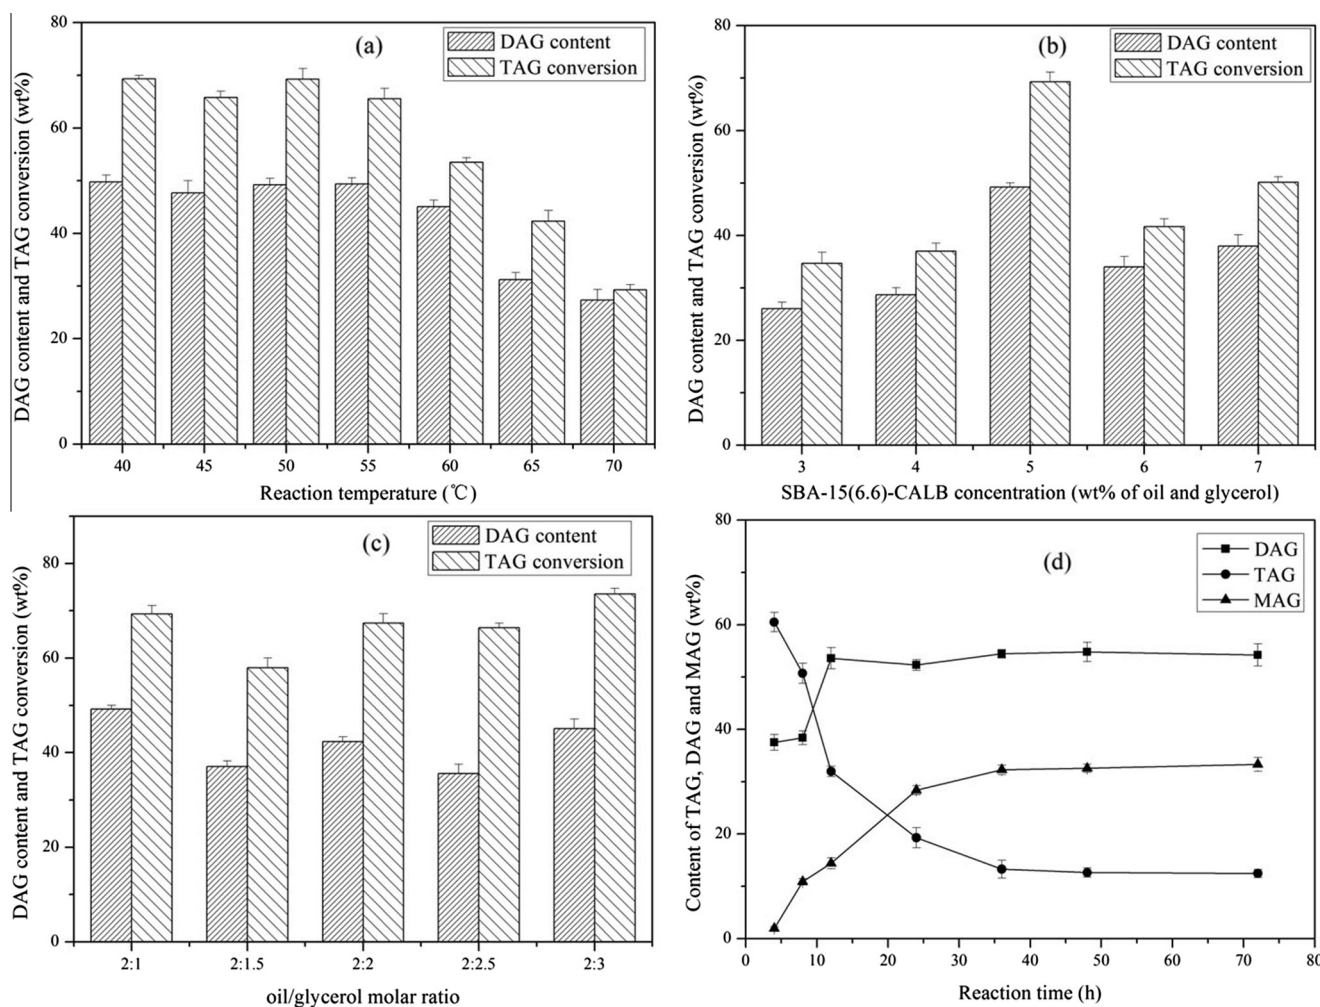 (a)
DAG content
TAG conversion
DAG content and TAG conversion (wt%)
80
60
40
20
0
40 45 50 55 60 65 70
Reaction temperature (℃)
(b)
DAG content
TAG conversion
DAG content and TAG conversion (wt%)
80
60
40
20
0
3 4 5 6 7
SBA-15(6.6)-CALB concentration (wt% of oil and glycerol)
(c)
DAG content
TAG conversion
DAG content and TAG conversion (wt%)
80
60
40
20
0
2:1 2:1.5 2:2 2:2.5 2:3
oil/glycerol molar ratio
(d)
DAG
TAG
MAG
Content of TAG, DAG and MAG (wt%)
80
60
40
20
0
0 10 20 30 40 50 60 70 80
Reaction time (h)